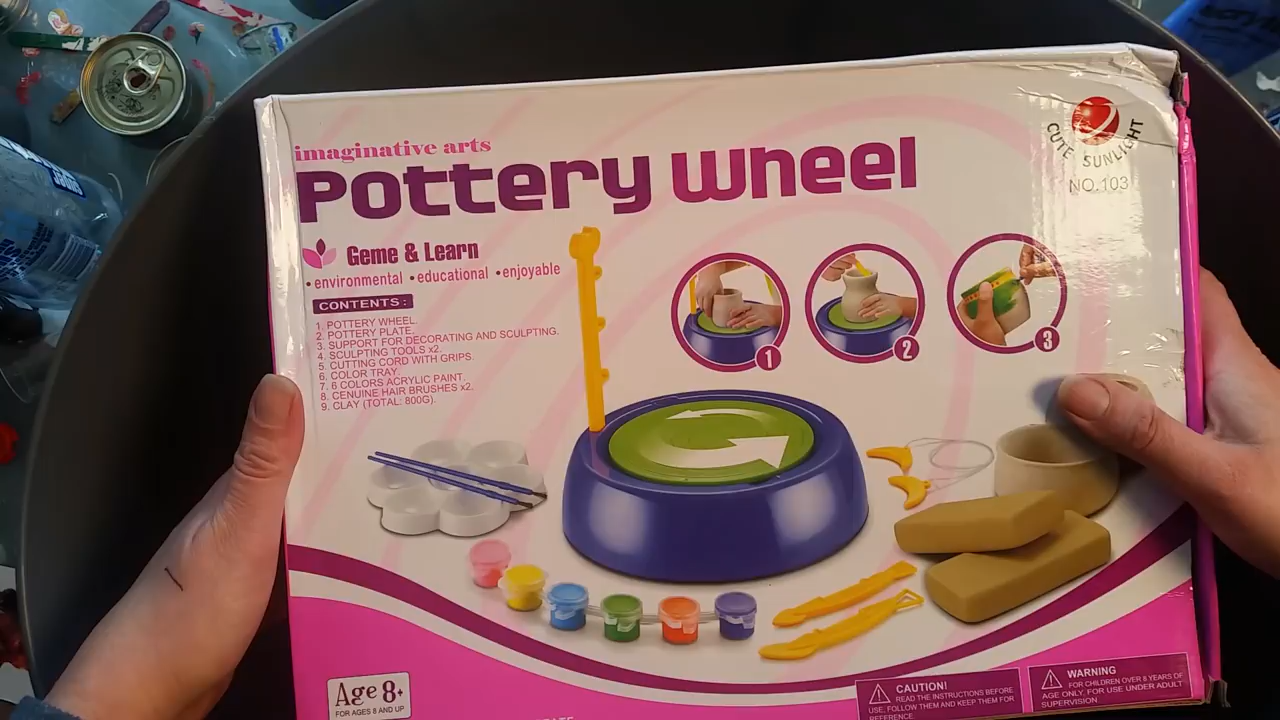 imaginative arts
Pottery wheel
CUTE SUNLIGHT
NO.103
Geme & Learn
• environmental • educational • enjoyable
CONTENTS:
1. POTTERY WHEEL.
2. POTTERY PLATE.
3. SUPPORT FOR DECORATING AND SCULPTING.
4. SCULPTING TOOLS x2.
5. CUTTING CORD WITH GRIPS.
6. COLOR TRAY.
7. 6 COLORS ACRYLIC PAINT.
8. CENUINE HAIR BRUSHES x2.
9. CLAY (TOTAL: 800G).
1
2
3
Age 8+
FOR AGES 8 AND UP
CAUTION!
READ THE INSTRUCTIONS BEFORE
USE, FOLLOW THEM AND KEEP THEM FOR
REFERENCE.
WARNING
FOR CHILDREN OVER 8 YEARS OF
AGE ONLY, FOR USE UNDER ADULT
SUPERVISION.